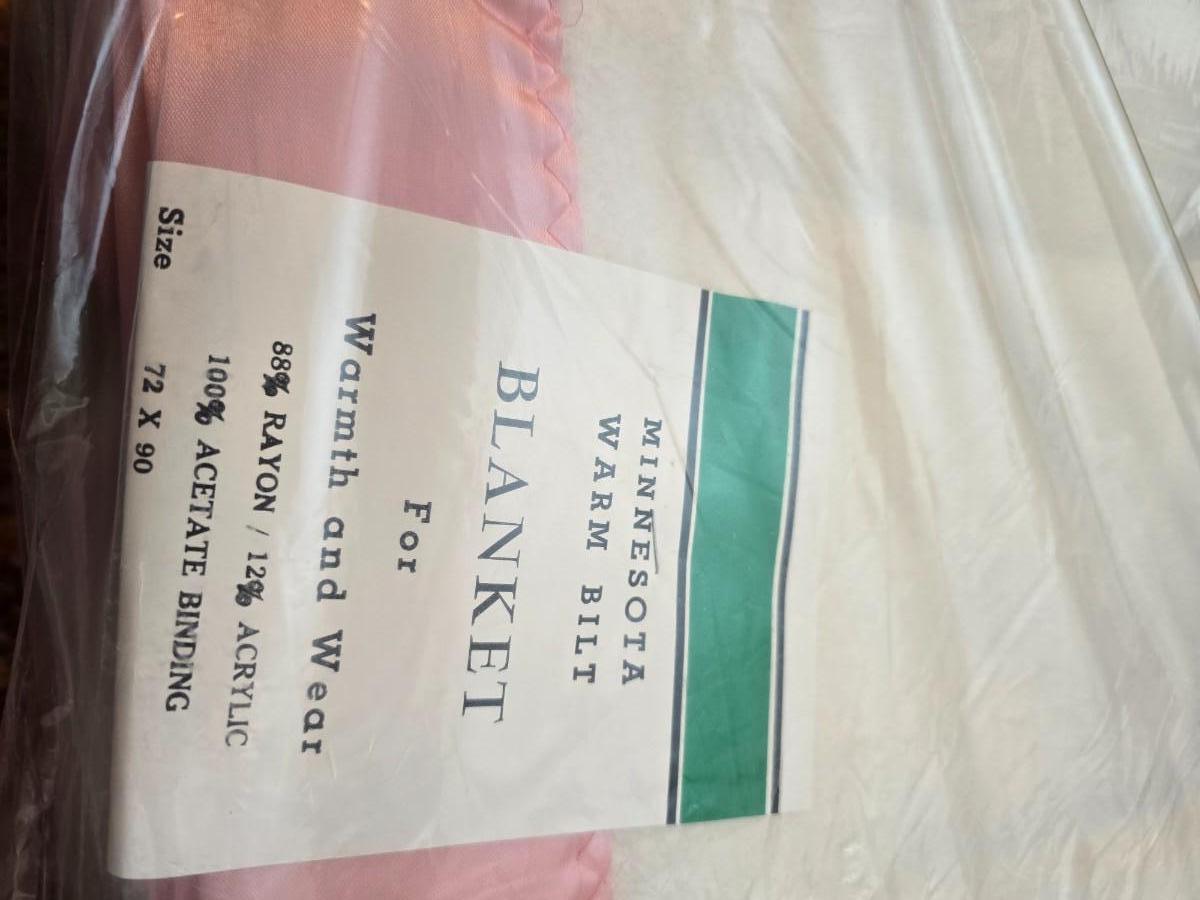 MINNESOTA
WARM BILT
BLANKET
For
Warmth and Wear
88% RAYON / 12% ACRYLIC
100% ACETATE BINDING
Size 72 X 90